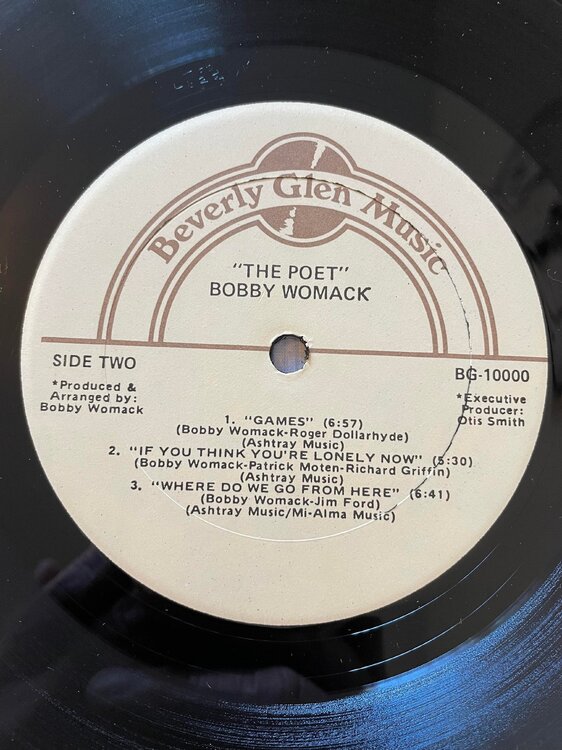 Beverly Glen Music
"THE POET"
BOBBY WOMACK
SIDE TWO
BG-10000
*Produced &
Arranged by:
Bobby Womack
*Executive
Producer:
Otis Smith
1. "GAMES" (6:57)
(Bobby Womack-Roger Dollarhyde)
(Ashtray Music)
2. "IF YOU THINK YOU'RE LONELY NOW" (5:30)
(Bobby Womack-Patrick Moten-Richard Griffin)
(Ashtray Music)
3. "WHERE DO WE GO FROM HERE" (6:41)
(Bobby Womack-Jim Ford)
(Ashtray Music/Mi-Alma Music)